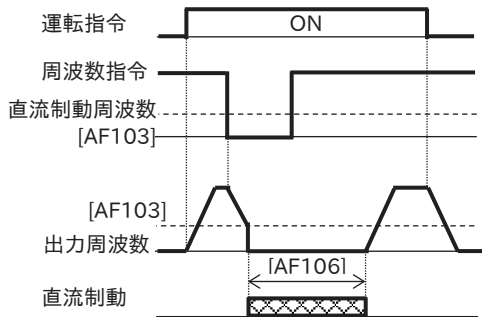 運転指令
ON
周波数指令
直流制動周波数
[AF103]
[AF103]
出力周波数
[AF106]
直流制動